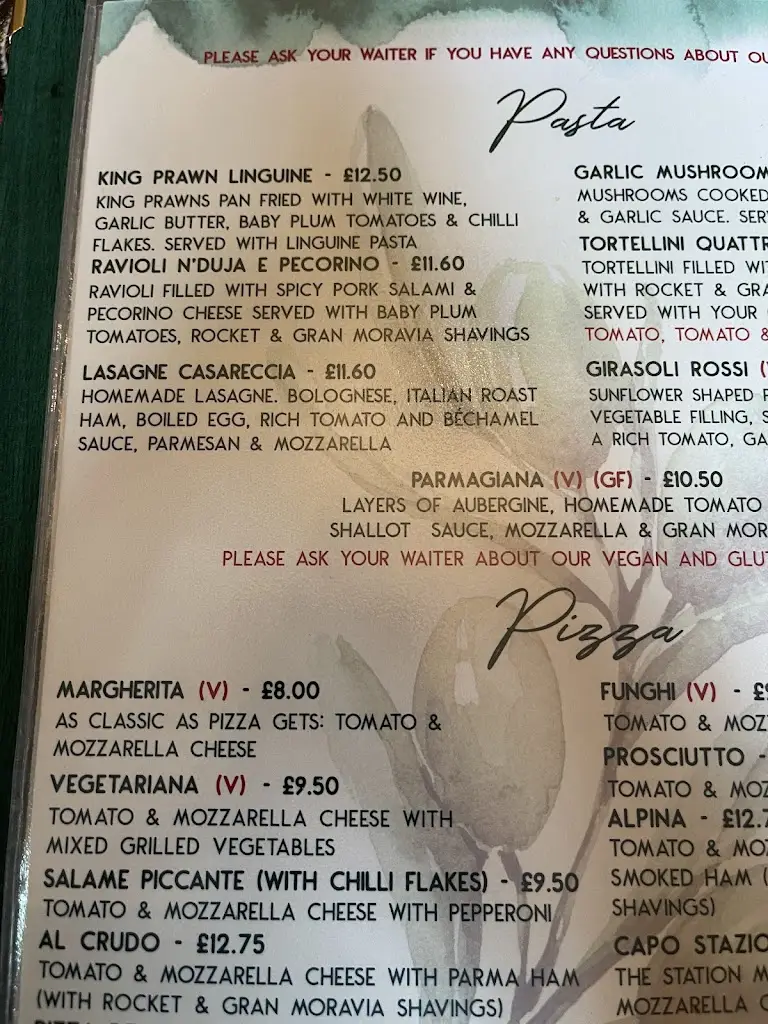 PLEASE ASK YOUR WAITER IF YOU HAVE ANY QUESTIONS ABOUT
Pasta
KING PRAWN LINGUINE - £12.50
KING PRAWNS PAN FRIED WITH WHITE WINE,
GARLIC BUTTER, BABY PLUM TOMATOES & CHILLI
FLAKES. SERVED WITH LINGUINE PASTA
RAVIOLI N'DUJA E PECORINO - £11.60
RAVIOLI FILLED WITH SPICY PORK SALAMI &
PECORINO CHEESE SERVED WITH BABY PLUM
TOMATOES, ROCKET & GRAN MORAVIA SHAVINGS
LASAGNE CASARECCIA - £11.60
HOMEMADE LASAGNE. BOLOGNESE, ITALIAN ROAST
HAM, BOILED EGG, RICH TOMATO AND BÉCHAMEL
SAUCE, PARMESAN & MOZZARELLA
GARLIC MUSHROOM
MUSHROOMS COOKED
& GARLIC SAUCE.
TORTELLINI
TORTELLINI FILLED
WITH ROCKET &
SERVED WITH YOUR
TOMATO, TOMATO &
GIRASOLI ROSSI
SUNFLOWER SHAPED
VEGETABLE FILLING,
A RICH TOMATO,
PARMAGIANA (V) (GF) - £10.50
LAYERS OF AUBERGINE, HOMEMADE TOMATO
SHALLOT SAUCE, MOZZARELLA & GRAN
PLEASE ASK YOUR WAITER ABOUT OUR VEGAN AND
Pizza
MARGHERITA (V) - £8.00
AS CLASSIC AS PIZZA GETS: TOMATO &
MOZZARELLA CHEESE
VEGETARIANA (V) - £9.50
TOMATO & MOZZARELLA CHEESE WITH
MIXED GRILLED VEGETABLES
SALAME PICCANTE (WITH CHILLI FLAKES) - £9.50
TOMATO & MOZZARELLA CHEESE WITH PEPPERONI
AL CRUDO - £12.75
TOMATO & MOZZARELLA CHEESE WITH PARMA HAM
(WITH ROCKET & GRAN MORAVIA SHAVINGS)
FUNGHI (V) -
TOMATO &
PROSCIUTTO -
TOMATO &
ALPINA -
TOMATO &
SMOKED HAM
SHAVINGS)
CAPO
THE STATION
MOZZARELLA